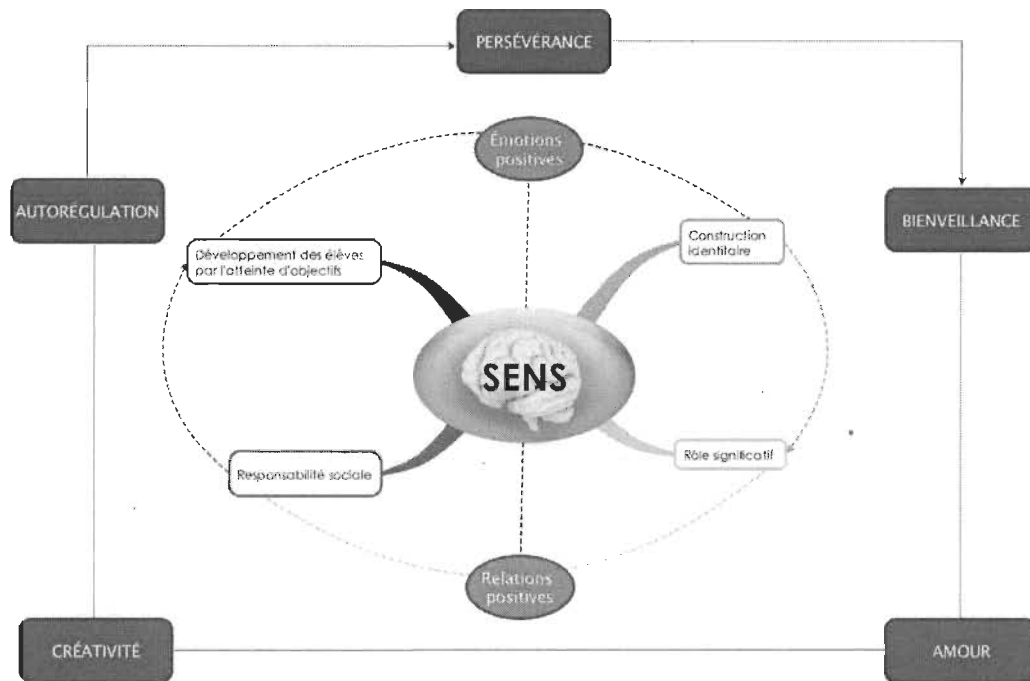 PERSÉVÉRANCE
Émotions
positives
AUTORÉGULATION
BIENVEILLANCE
Développement des élèves
par l'atteinte d'objectifs
Construction
identitaire
SENS
Responsabilité sociale
Rôle significatif
Relations
positives
CRÉATIVITÉ
AMOUR